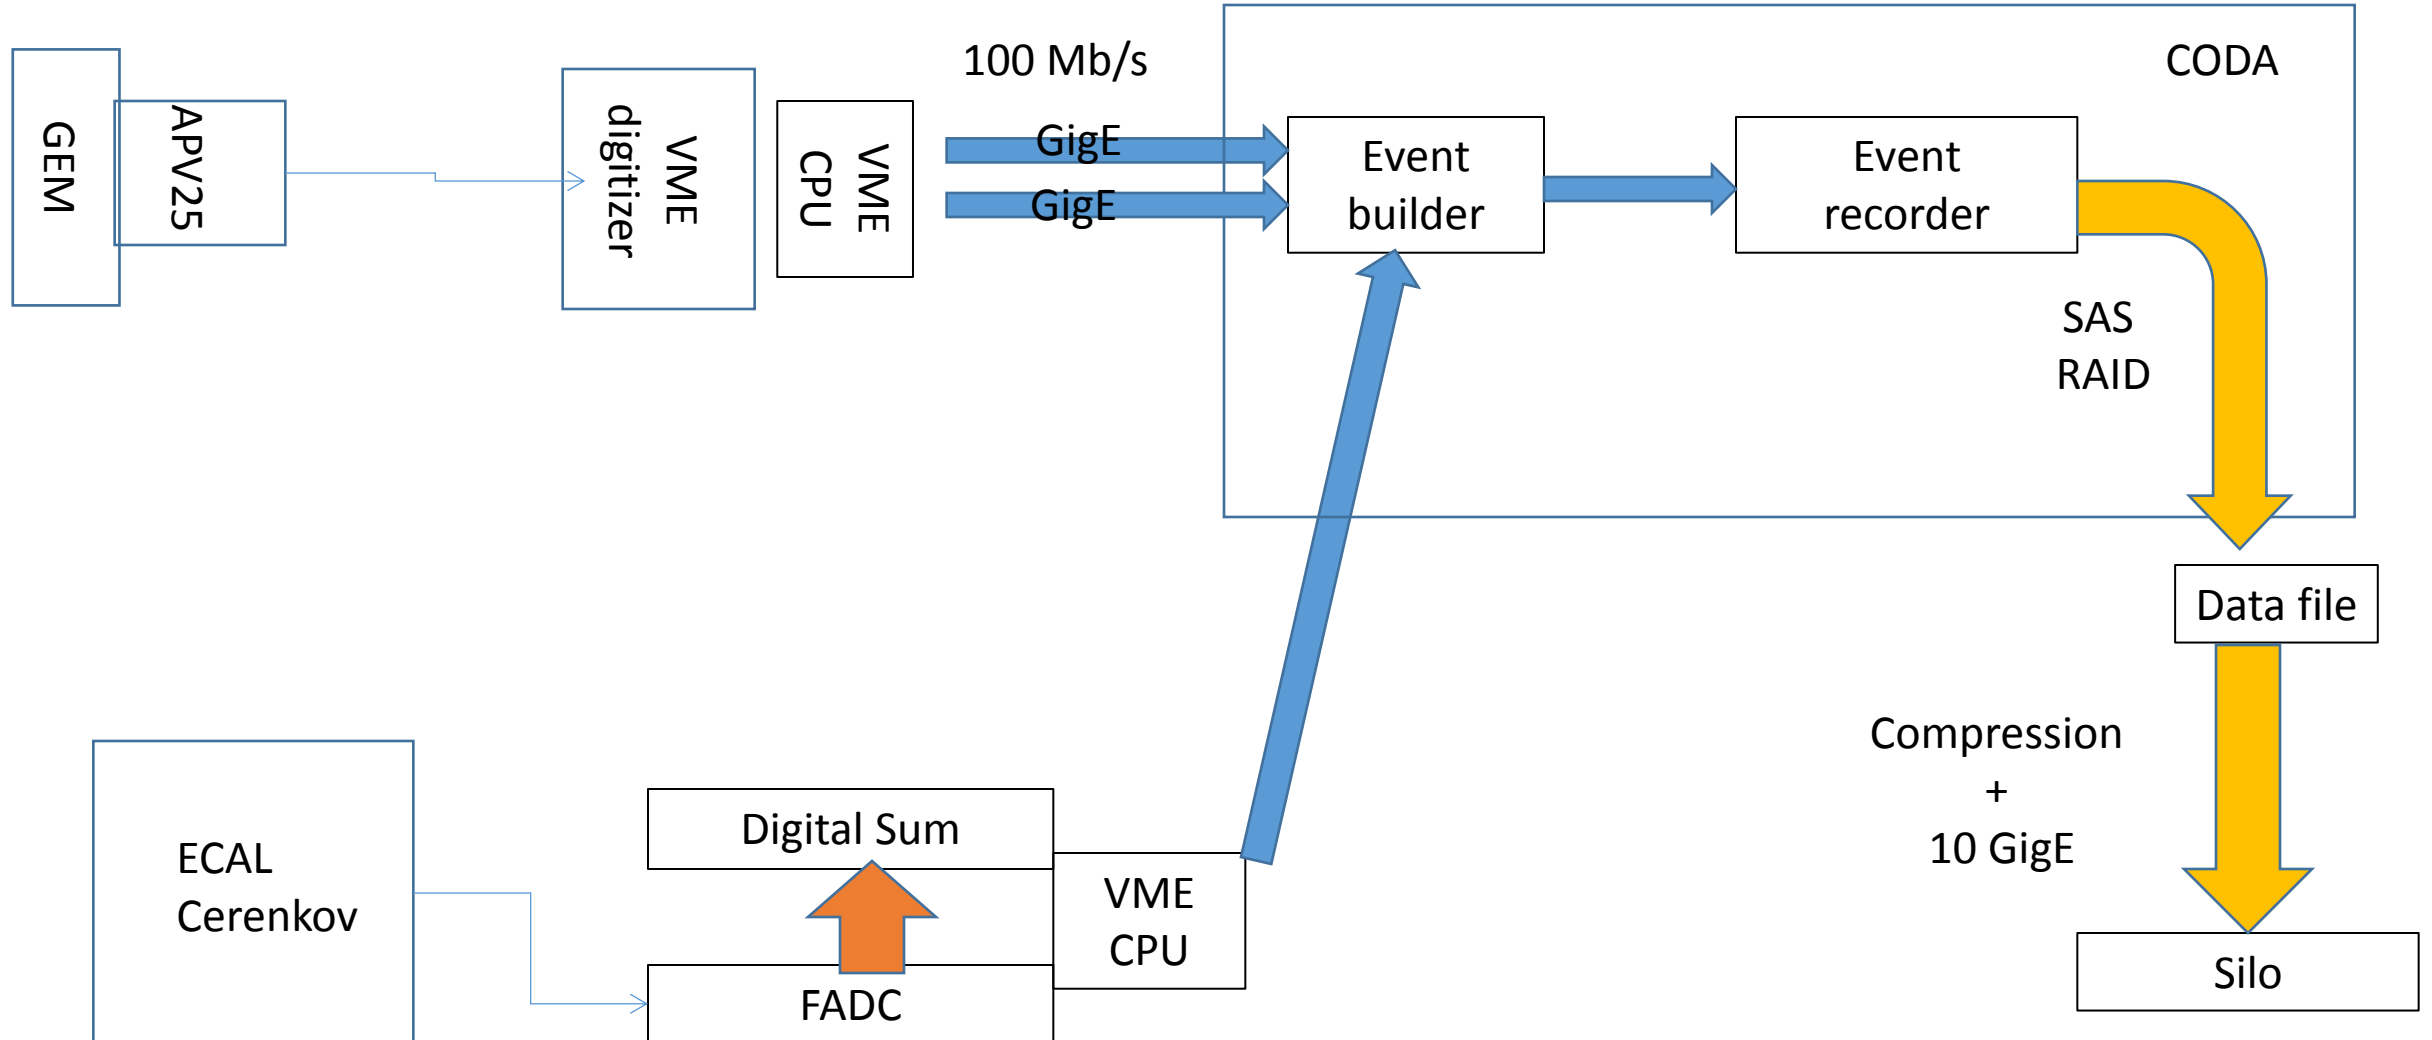 GEM
APV25
VME
digitizer
VME
CPU
100 Mb/s
GigE
GigE
CODA
Event
builder
Event
recorder
SAS
RAID
Data file
Compression
+
10 GigE
Silo
ECAL
Cerenkov
Digital Sum
VME
CPU
FADC